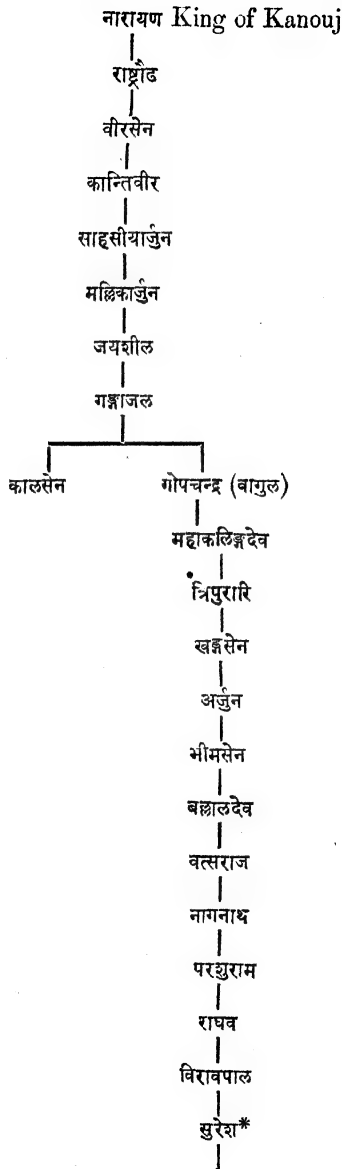 नारायण King of Kanouj
राष्ट्रौढ
वीरसेन
कान्तिवीर
साहसीयार्जुन
मल्लिकार्जुन
जयशील
गङ्गाजल
कालसेन गोपचन्द्र (बागुल)
महाकलिङ्गदेव
त्रिपुरारि
खङ्गसेन
अर्जुन
भीमसेन
बल्लालदेव
वत्सराज
नागनाथ
परशुराम
राघव
विरावपाल
सुरेश*